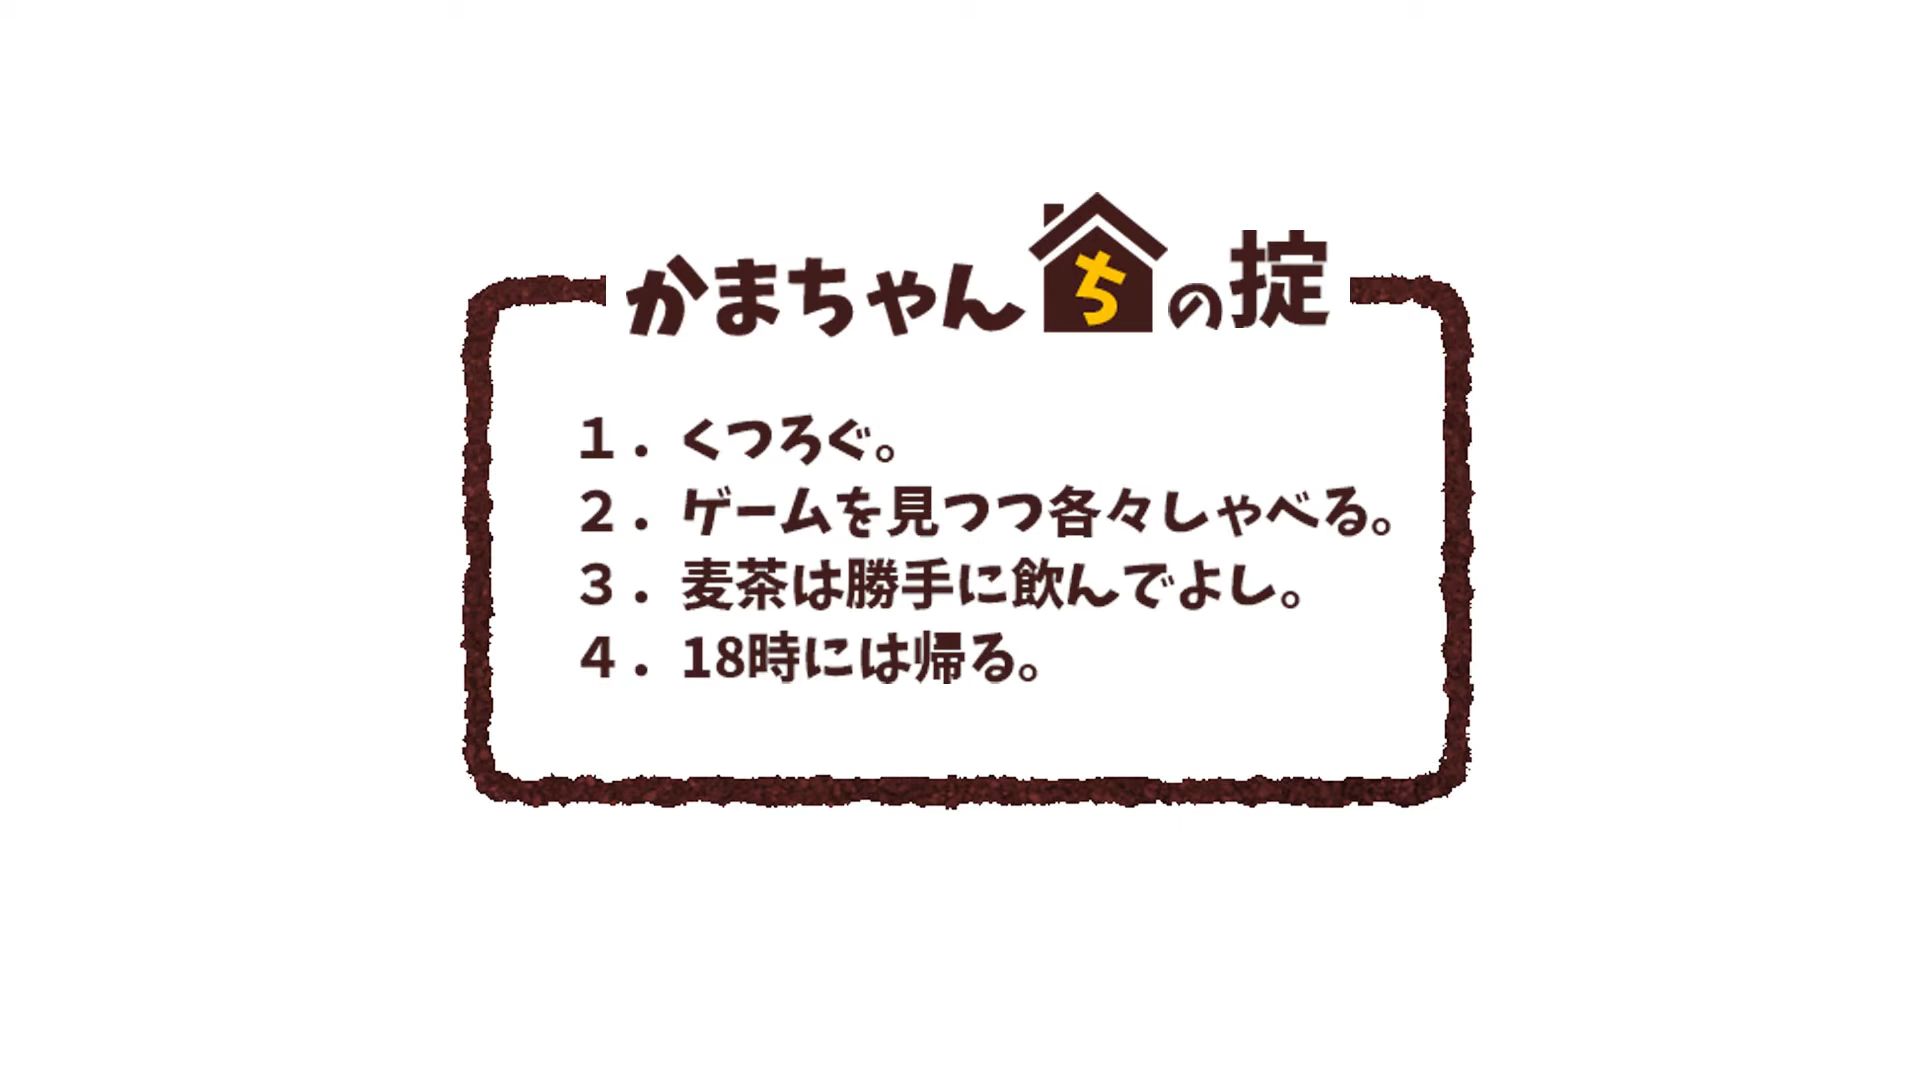 かまちゃんちの掟
１．くつろぐ。
２．ゲームを見つつ各々しゃべる。
３．麦茶は勝手に飲んでよし。
４．18時には帰る。